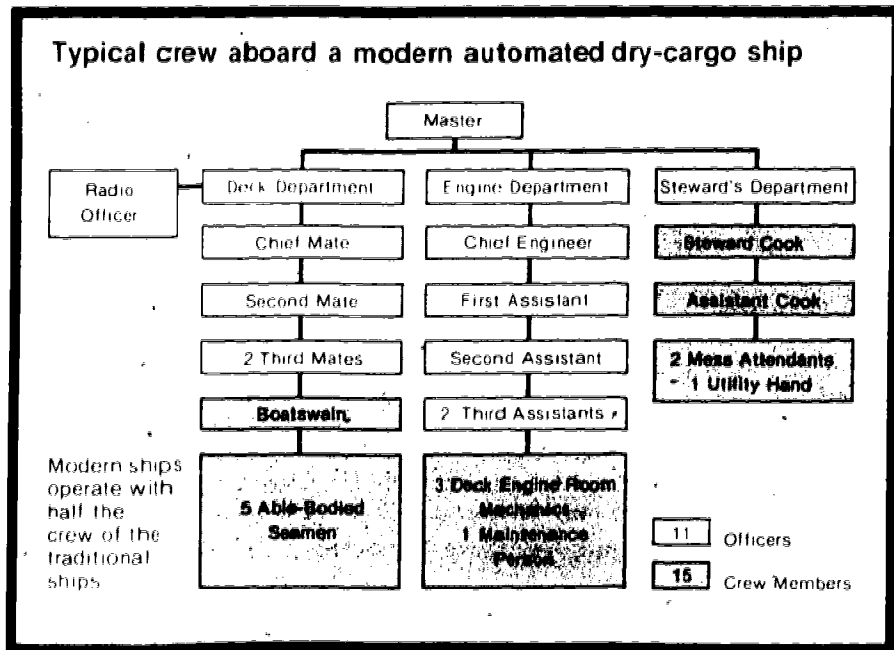 Typical crew aboard a modern automated dry-cargo ship
Master
Radio
Officer
Deck Department
Engine Department
Steward's Department
Chief Mate
Chief Engineer
Steward Cook
Second Mate
First Assistant
Assistant Cook
2 Third Mates
Second Assistant
2 Mess Attendants
1 Utility Hand
Boatswain
2 Third Assistants
Modern ships
operate with
half the
crew of the
traditional
ships
5 Able-Bodied
Seamen
3 Deck Engine Room
Mechanics
1 Maintenance
Person
11 Officers
15 Crew Members